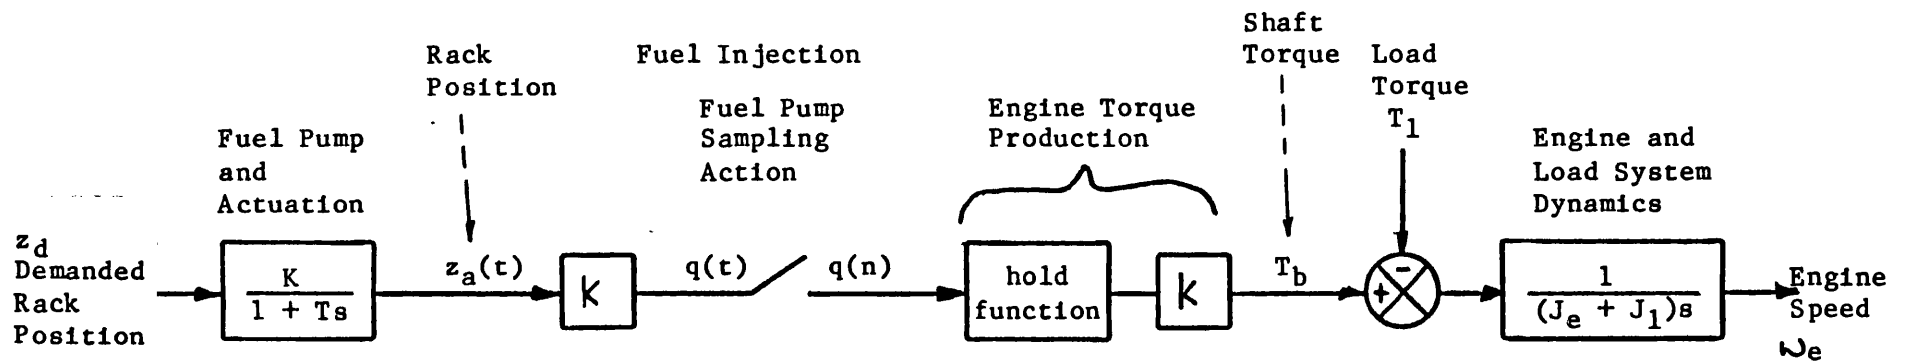 Shaft
Torque
Rack
Position
Fuel Injection
Load
Torque
T1
Fuel Pump
Sampling
Action
Engine Torque
Production
Fuel Pump
and
Actuation
Engine and
Load System
Dynamics
zd
Demanded
Rack
Position
K
1 + Ts
za(t)
K
q(t)
q(n)
hold
function
K
Tb
+
-
1
(Je + Jl)s
Engine
Speed
ωe